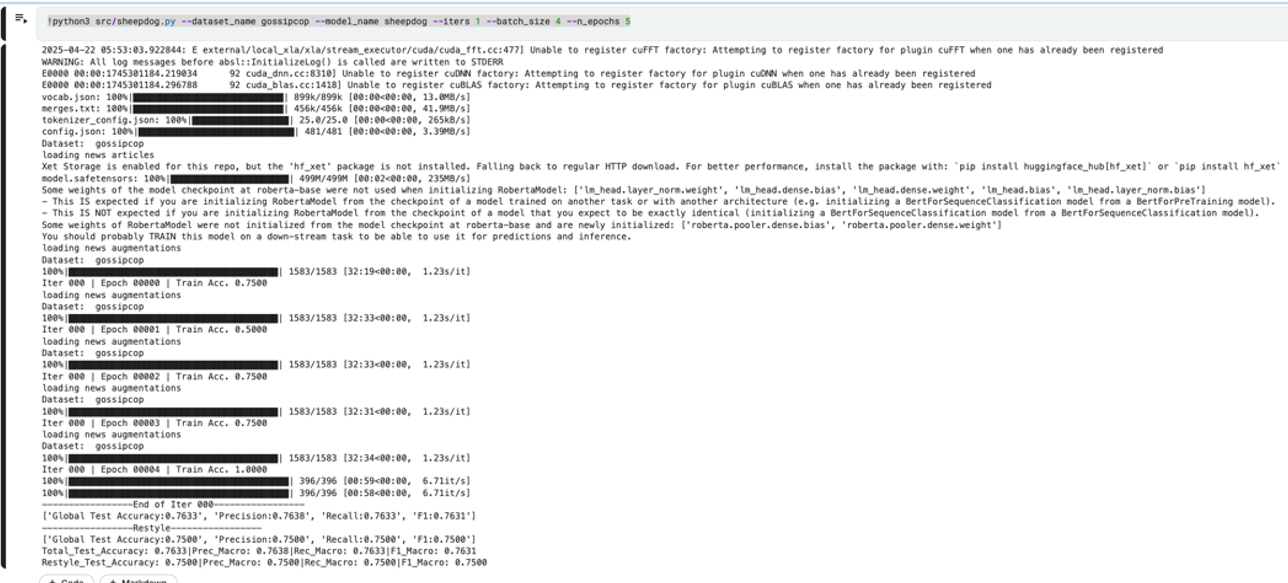 !python3 src/sheepdog.py --dataset_name gossipcop --model_name sheepdog --iters 1 --batch_size 4 --n_epochs 5
2025-04-22 05:53:03.922844: E external/local_xla/xla/stream_executor/cuda/cuda_fft.cc:477] Unable to register cuFFT factory: Attempting to register factory for plugin cuFFT when one has already been registered
WARNING: All log messages before absl::InitializeLog() is called are written to STDERR
E0000 00:00:1745301184.219034      92 cuda_dnn.cc:8310] Unable to register cuDNN factory: Attempting to register factory for plugin cuDNN when one has already been registered
E0000 00:00:1745301184.296788      92 cuda_blas.cc:1418] Unable to register cuBLAS factory: Attempting to register factory for plugin cuBLAS when one has already been registered
vocab.json: 100%| | 899k/899k [00:00<00:00, 13.0MB/s]
merges.txt: 100%| | 456k/456k [00:00<00:00, 41.9MB/s]
tokenizer_config.json: 100%| | 25.0/25.0 [00:00<00:00, 265kB/s]
config.json: 100%| | 481/481 [00:00<00:00, 3.39MB/s]
Dataset:  gossipcop
loading news articles
Xet Storage is enabled for this repo, but the 'hf_xet' package is not installed. Falling back to regular HTTP download. For better performance, install the package with: `pip install huggingface_hub[hf_xet]` or `pip install hf_xet`
model.safetensors: 100%| | 499M/499M [00:02<00:00, 235MB/s]
Some weights of the model checkpoint at roberta-base were not used when initializing RobertaModel: ['lm_head.layer_norm.weight', 'lm_head.dense.bias', 'lm_head.dense.weight', 'lm_head.bias', 'lm_head.layer_norm.bias']
- This IS expected if you are initializing RobertaModel from the checkpoint of a model trained on another task or with another architecture (e.g. initializing a BertForSequenceClassification model from a BertForPreTraining model).
- This IS NOT expected if you are initializing RobertaModel from the checkpoint of a model that you expect to be exactly identical (initializing a BertForSequenceClassification model from a BertForSequenceClassification model).
Some weights of RobertaModel were not initialized from the model checkpoint at roberta-base and are newly initialized: ['roberta.pooler.dense.bias', 'roberta.pooler.dense.weight']
You should probably TRAIN this model on a down-stream task to be able to use it for predictions and inference.
loading news augmentations
Dataset:  gossipcop
100%| | 1583/1583 [32:19<00:00,  1.23s/it]
Iter 000 | Epoch 00000 | Train Acc. 0.7500
loading news augmentations
Dataset:  gossipcop
100%| | 1583/1583 [32:33<00:00,  1.23s/it]
Iter 000 | Epoch 00001 | Train Acc. 0.5000
loading news augmentations
Dataset:  gossipcop
100%| | 1583/1583 [32:33<00:00,  1.23s/it]
Iter 000 | Epoch 00002 | Train Acc. 0.7500
loading news augmentations
Dataset:  gossipcop
100%| | 1583/1583 [32:31<00:00,  1.23s/it]
Iter 000 | Epoch 00003 | Train Acc. 0.7500
loading news augmentations
Dataset:  gossipcop
100%| | 1583/1583 [32:34<00:00,  1.23s/it]
Iter 000 | Epoch 00004 | Train Acc. 1.0000
100%| | 396/396 [00:59<00:00,  6.71it/s]
100%| | 396/396 [00:58<00:00,  6.71it/s]
-----------------End of Iter 000-----------------
['Global Test Accuracy:0.7633', 'Precision:0.7638', 'Recall:0.7633', 'F1:0.7631']
-----------------Restyle-----------------
['Global Test Accuracy:0.7500', 'Precision:0.7500', 'Recall:0.7500', 'F1:0.7500']
Total_Test_Accuracy: 0.7633|Prec_Macro: 0.7638|Rec_Macro: 0.7633|F1_Macro: 0.7631
Restyle_Test_Accuracy: 0.7500|Prec_Macro: 0.7500|Rec_Macro: 0.7500|F1_Macro: 0.7500
+ Code + Markdown